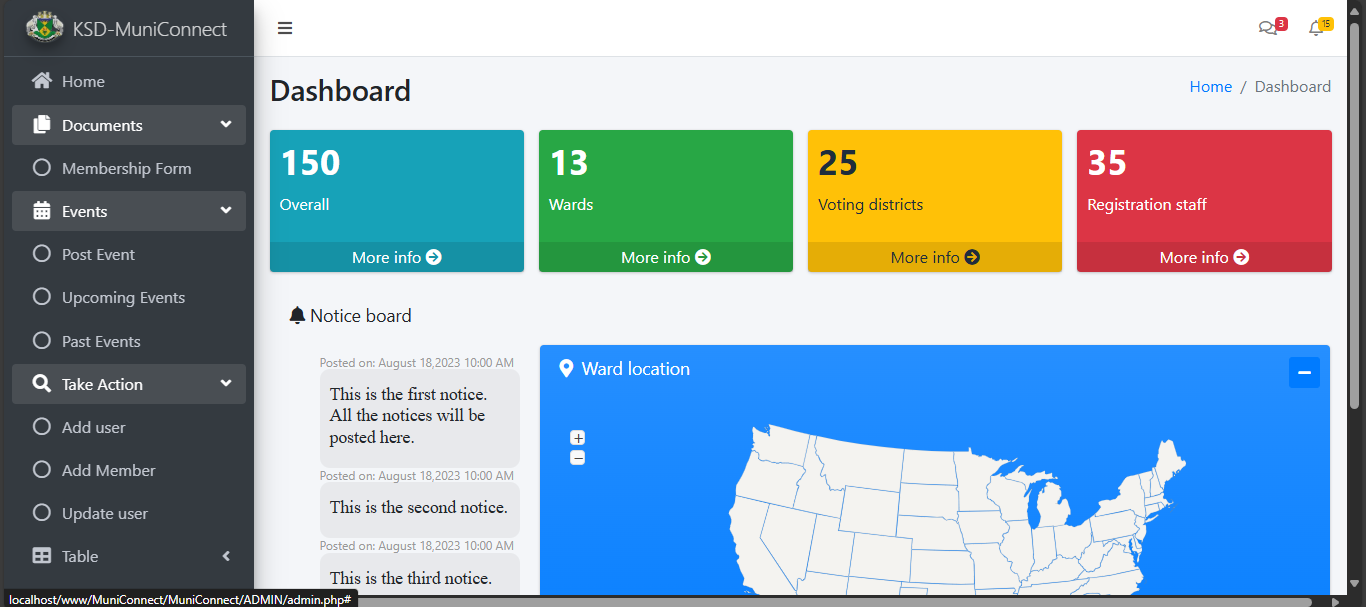 KSD-MuniConnect
3
15
Home
Documents
Membership Form
Events
Post Event
Upcoming Events
Past Events
Take Action
Add user
Add Member
Update user
Table
Dashboard
Home / Dashboard
150
Overall
More info
13
Wards
More info
25
Voting districts
More info
35
Registration staff
More info
Notice board
Posted on: August 18,2023 10:00 AM
This is the first notice.
All the notices will be
posted here.
Posted on: August 18,2023 10:00 AM
This is the second notice.
Posted on: August 18,2023 10:00 AM
This is the third notice.
Ward location
+
−
localhost/www/MuniConnect/MuniConnect/ADMIN/admin.php#